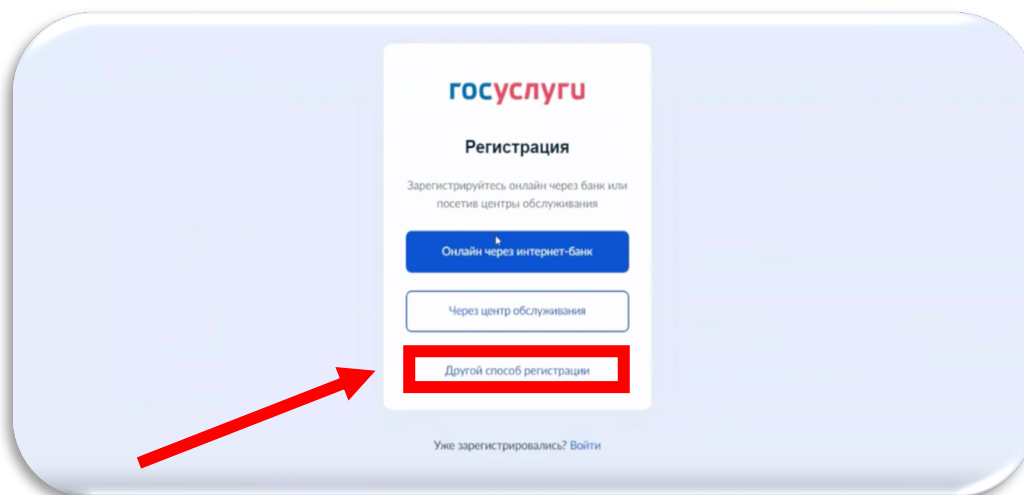 госуслуги
Регистрация
Зарегистрируйтесь онлайн через банк или
посетив центры обслуживания
Онлайн через интернет-банк
Через центр обслуживания
Другой способ регистрации
Уже зарегистрировались? Войти